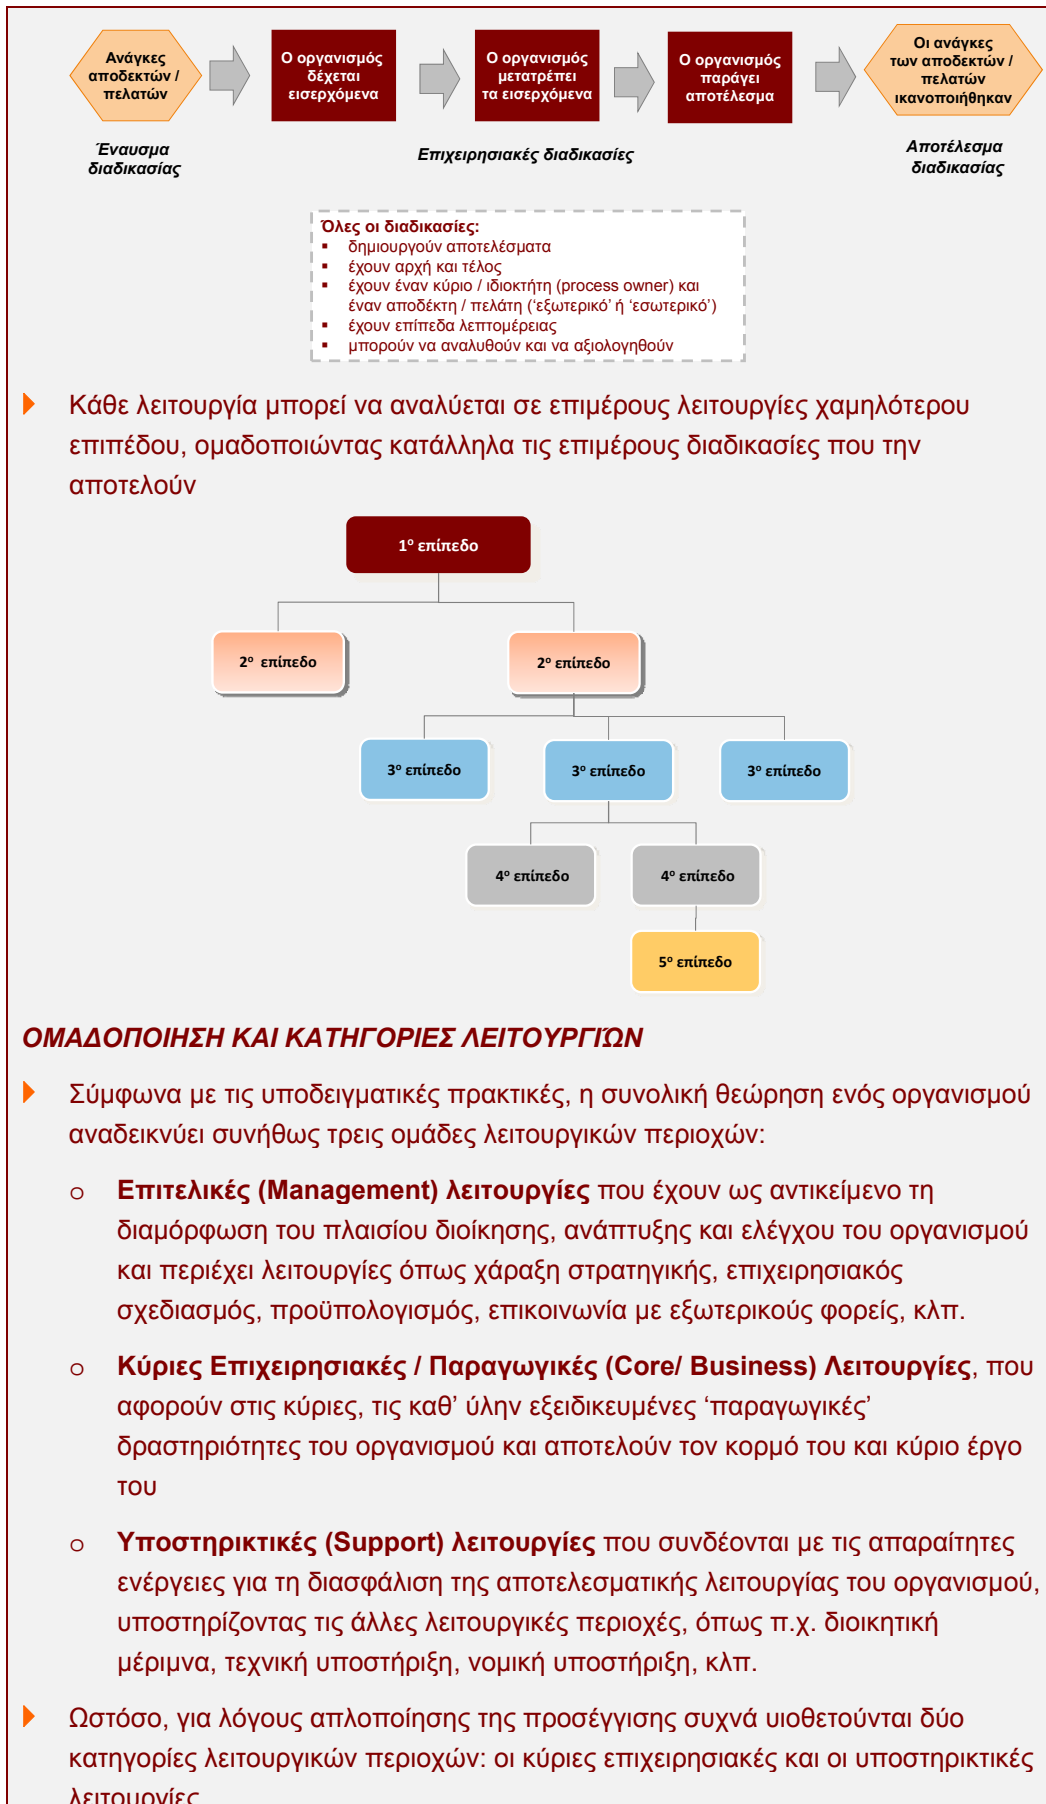 Ανάγκες
αποδεκτών /
πελατών
Ο οργανισμός
δέχεται
εισερχόμενα
Ο οργανισμός
μετατρέπει
τα εισερχόμενα
Ο οργανισμός
παράγει
αποτέλεσμα
Οι ανάγκες
των αποδεκτών /
πελατών
ικανοποιήθηκαν
Έναυσμα
διαδικασίας
Επιχειρησιακές διαδικασίες
Αποτέλεσμα
διαδικασίας
Όλες οι διαδικασίες:
▪ δημιουργούν αποτελέσματα
▪ έχουν αρχή και τέλος
▪ έχουν έναν κύριο / ιδιοκτήτη (process owner) και
έναν αποδέκτη / πελάτη (‘εξωτερικό’ ή ‘εσωτερικό’)
▪ έχουν επίπεδα λεπτομέρειας
▪ μπορούν να αναλυθούν και να αξιολογηθούν
Κάθε λειτουργία μπορεί να αναλύεται σε επιμέρους λειτουργίες χαμηλότερου
επιπέδου, ομαδοποιώντας κατάλληλα τις επιμέρους διαδικασίες που την
αποτελούν
1ο επίπεδο
2ο επίπεδο
2ο επίπεδο
3ο επίπεδο
3ο επίπεδο
3ο επίπεδο
4ο επίπεδο
4ο επίπεδο
5ο επίπεδο
ΟΜΑΔΟΠΟΙΗΣΗ ΚΑΙ ΚΑΤΗΓΟΡΙΕΣ ΛΕΙΤΟΥΡΓΙΏΝ
Σύμφωνα με τις υποδειγματικές πρακτικές, η συνολική θεώρηση ενός οργανισμού
αναδεικνύει συνήθως τρεις ομάδες λειτουργικών περιοχών:
o Επιτελικές (Management) λειτουργίες που έχουν ως αντικείμενο τη
διαμόρφωση του πλαισίου διοίκησης, ανάπτυξης και ελέγχου του οργανισμού
και περιέχει λειτουργίες όπως χάραξη στρατηγικής, επιχειρησιακός
σχεδιασμός, προϋπολογισμός, επικοινωνία με εξωτερικούς φορείς, κλπ.
o Κύριες Επιχειρησιακές / Παραγωγικές (Core/ Business) Λειτουργίες, που
αφορούν στις κύριες, τις καθ’ ύλην εξειδικευμένες ‘παραγωγικές’
δραστηριότητες του οργανισμού και αποτελούν τον κορμό του και κύριο έργο
του
o Υποστηρικτικές (Support) λειτουργίες που συνδέονται με τις απαραίτητες
ενέργειες για τη διασφάλιση της αποτελεσματικής λειτουργίας του οργανισμού,
υποστηρίζοντας τις άλλες λειτουργικές περιοχές, όπως π.χ. διοικητική
μέριμνα, τεχνική υποστήριξη, νομική υποστήριξη, κλπ.
Ωστόσο, για λόγους απλοποίησης της προσέγγισης συχνά υιοθετούνται δύο
κατηγορίες λειτουργικών περιοχών: οι κύριες επιχειρησιακές και οι υποστηρικτικές
λειτουργίες